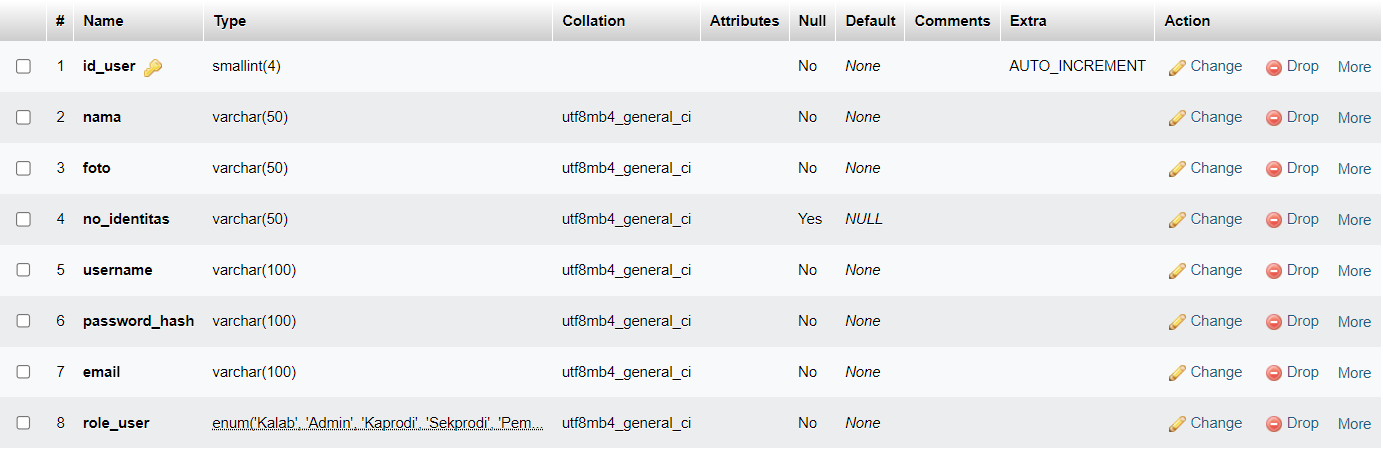 # Name Type Collation Attributes Null Default Comments Extra Action
1 id_user smallint(4) No None AUTO_INCREMENT Change Drop More
2 nama varchar(50) utf8mb4_general_ci No None Change Drop More
3 foto varchar(50) utf8mb4_general_ci No None Change Drop More
4 no_identitas varchar(50) utf8mb4_general_ci Yes NULL Change Drop More
5 username varchar(100) utf8mb4_general_ci No None Change Drop More
6 password_hash varchar(100) utf8mb4_general_ci No None Change Drop More
7 email varchar(100) utf8mb4_general_ci No None Change Drop More
8 role_user enum('Kalab', 'Admin', 'Kaprodi', 'Sekprodi', 'Pem... utf8mb4_general_ci No None Change Drop More